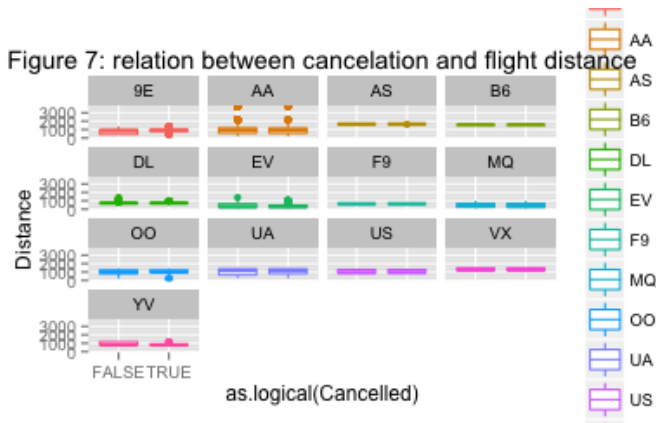 Figure 7: relation between cancelation and flight distance
9E AA AS B6
3000
2000
1000
0
DL EV F9 MQ
3000
2000
1000
0
OO UA US VX
3000
2000
1000
0
YV
3000
2000
1000
0
FALSE TRUE
Distance
as.logical(Cancelled)
AA
AS
B6
DL
EV
F9
MQ
OO
UA
US